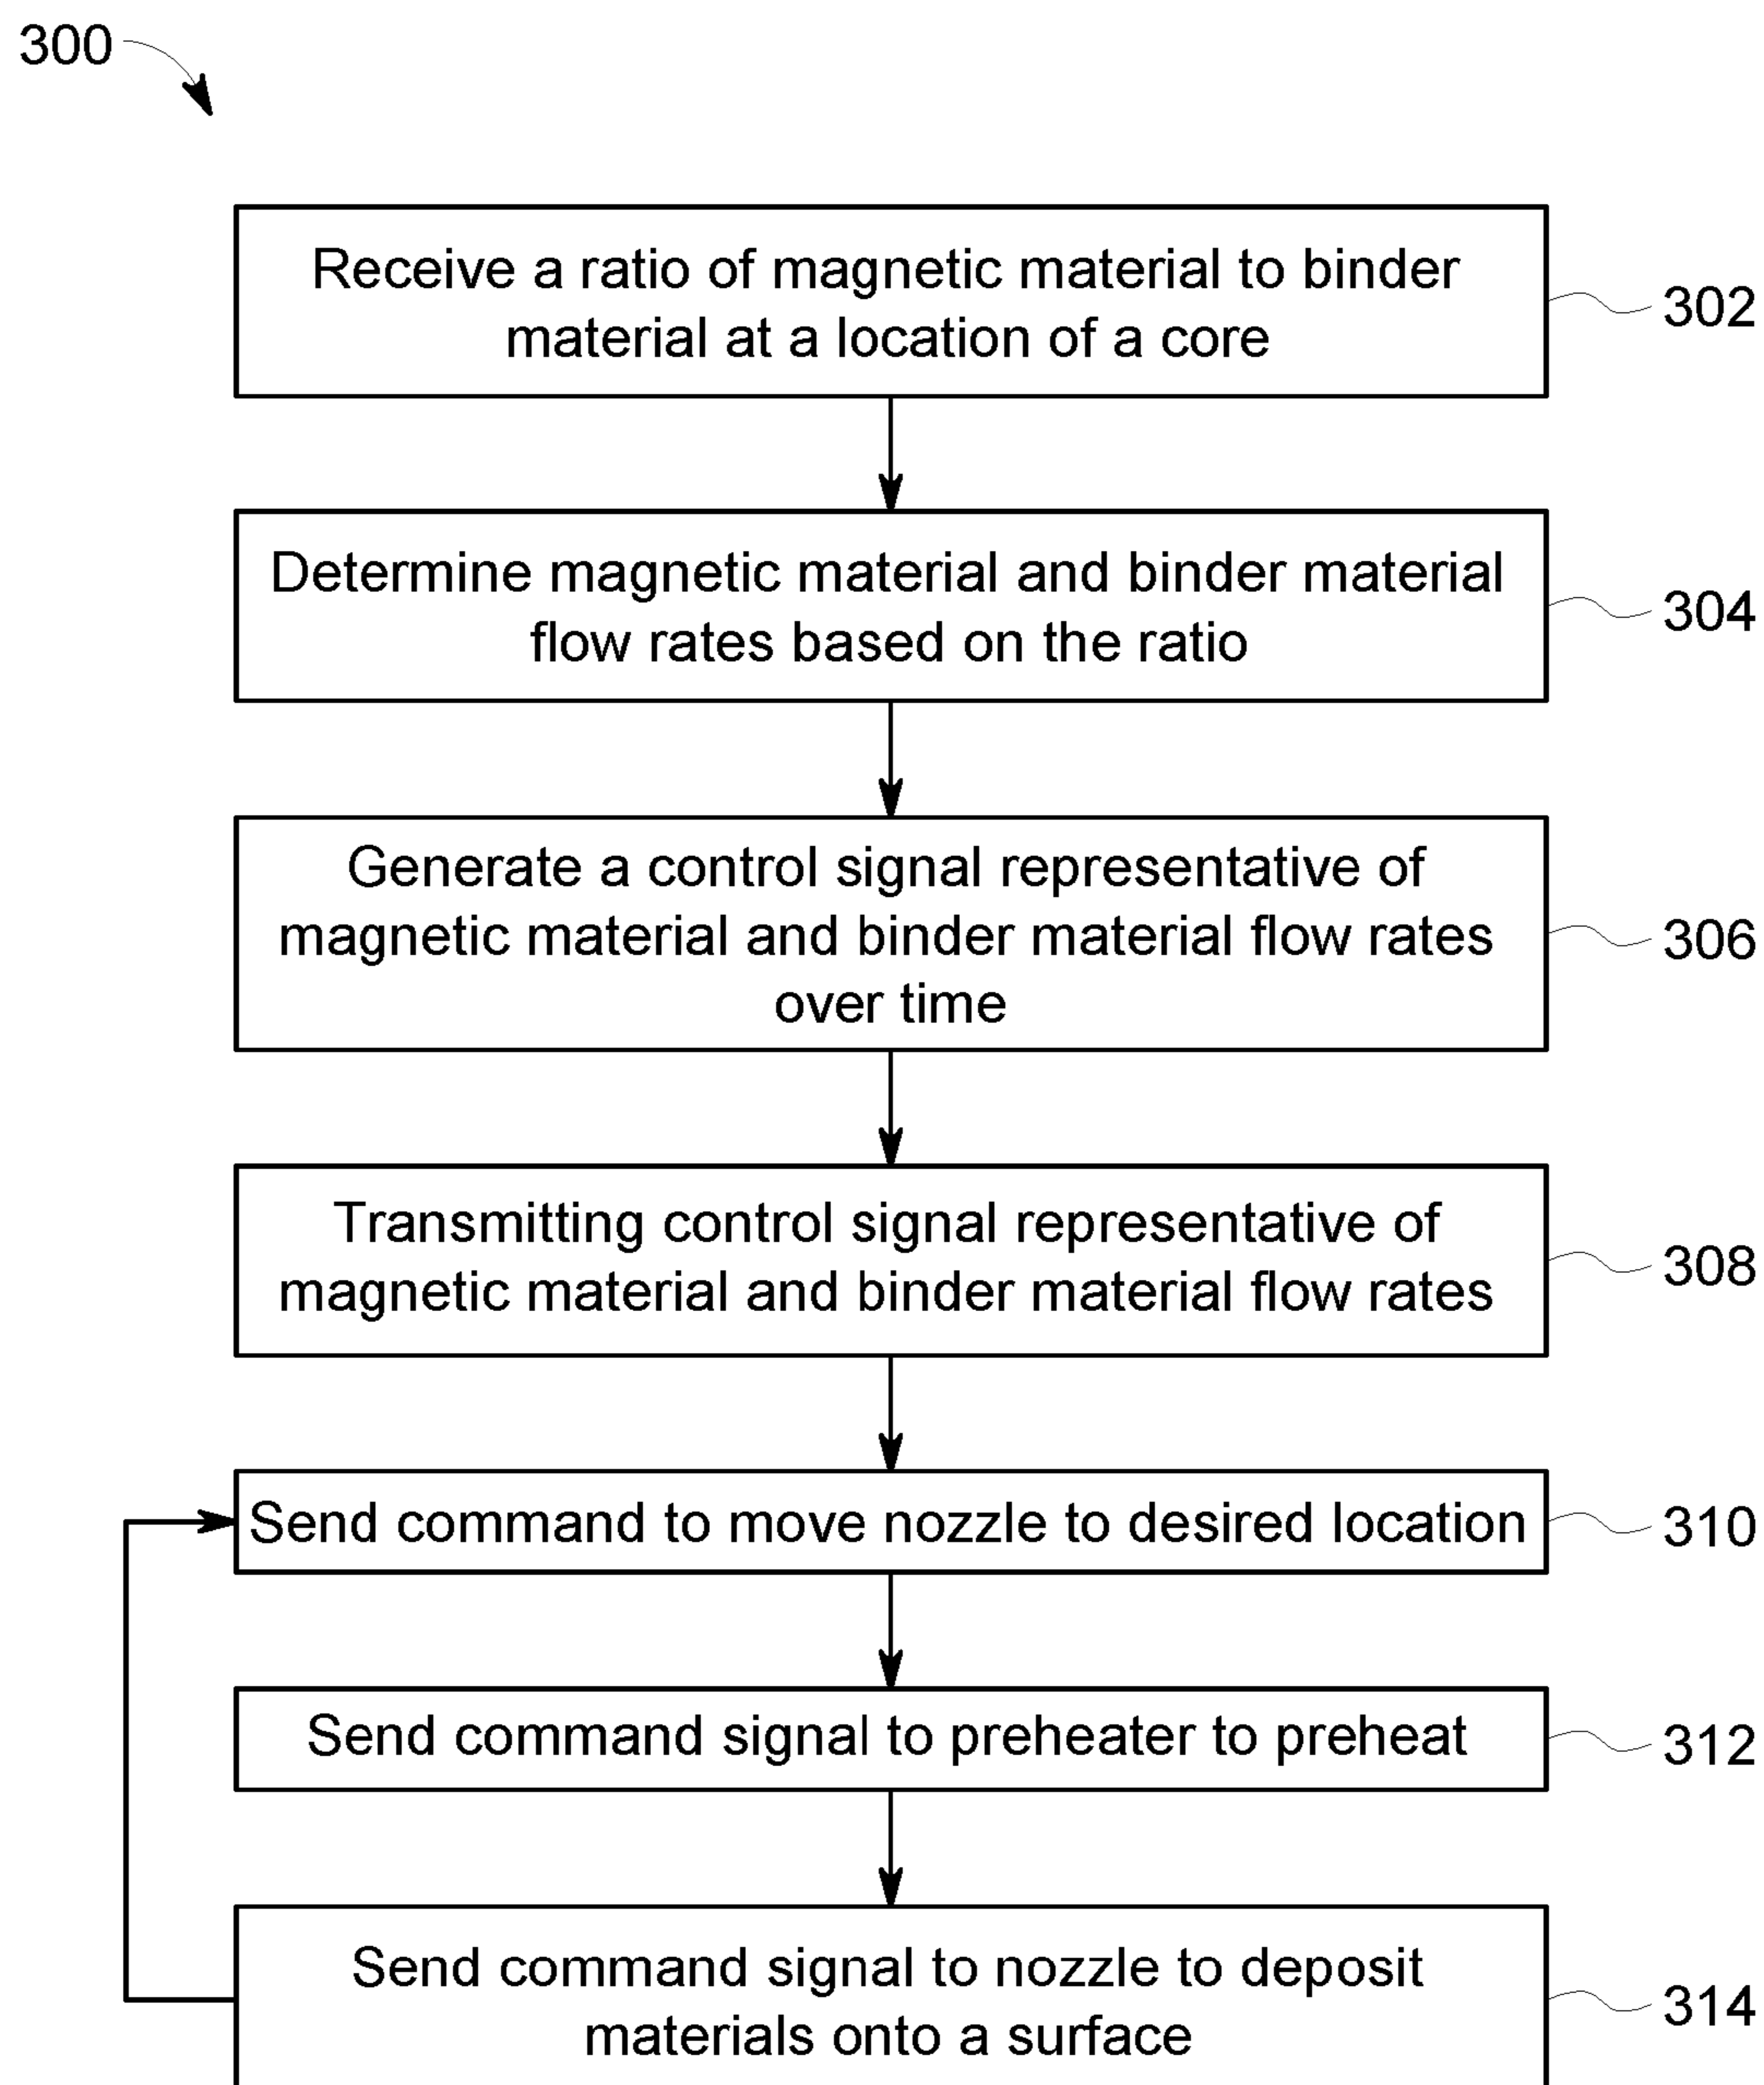 300
Receive a ratio of magnetic material to binder
material at a location of a core
302
Determine magnetic material and binder material
flow rates based on the ratio
304
Generate a control signal representative of
magnetic material and binder material flow rates
over time
306
Transmitting control signal representative of
magnetic material and binder material flow rates
308
Send command to move nozzle to desired location
310
Send command signal to preheater to preheat
312
Send command signal to nozzle to deposit
materials onto a surface
314